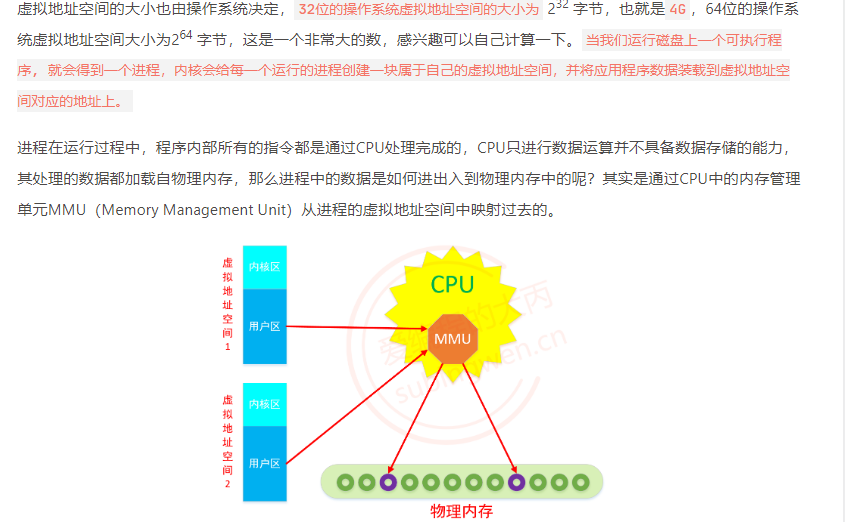 虚拟地址空间的大小也由操作系统决定，32位的操作系统虚拟地址空间的大小为 2^32 字节，也就是 4G，64位的操作系
统虚拟地址空间大小为2^64 字节，这是一个非常大的数，感兴趣可以自己计算一下。当我们运行磁盘上一个可执行程
序， 就会得到一个进程，内核会给每一个运行的进程创建一块属于自己的虚拟地址空间，并将应用程序数据装载到虚拟地址空
间对应的地址上。
进程在运行过程中，程序内部所有的指令都是通过CPU处理完成的，CPU只进行数据运算并不具备数据存储的能力，
其处理的数据都加载自物理内存，那么进程中的数据是如何进出入到物理内存中的呢？其实是通过CPU中的内存管理
单元MMU（Memory Management Unit）从进程的虚拟地址空间中映射过去的。
虚拟地址空间1
内核区
用户区
CPU
MMU
虚拟地址空间2
内核区
用户区
物理内存